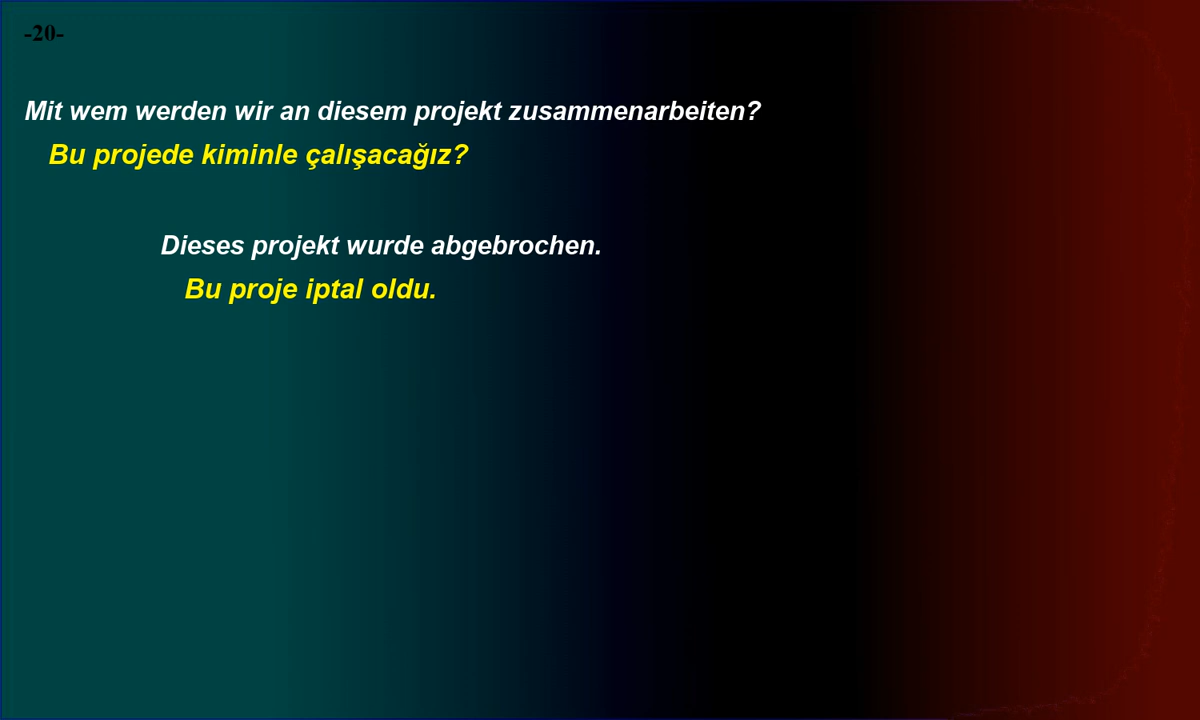 -20-
Mit wem werden wir an diesem projekt zusammenarbeiten?
Bu projede kiminle çalışacağız?
Dieses projekt wurde abgebrochen.
Bu proje iptal oldu.